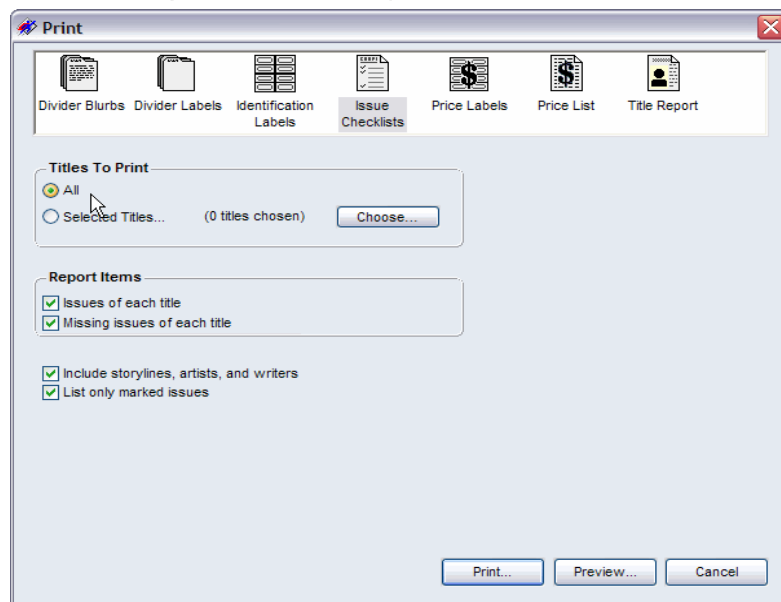 Print
Divider Blurbs Divider Labels Identification Labels Issue Checklists Price Labels Price List Title Report
Titles To Print
All
Selected Titles... (0 titles chosen) Choose...
Report Items
Issues of each title
Missing issues of each title
Include storylines, artists, and writers
List only marked issues
Print... Preview... Cancel